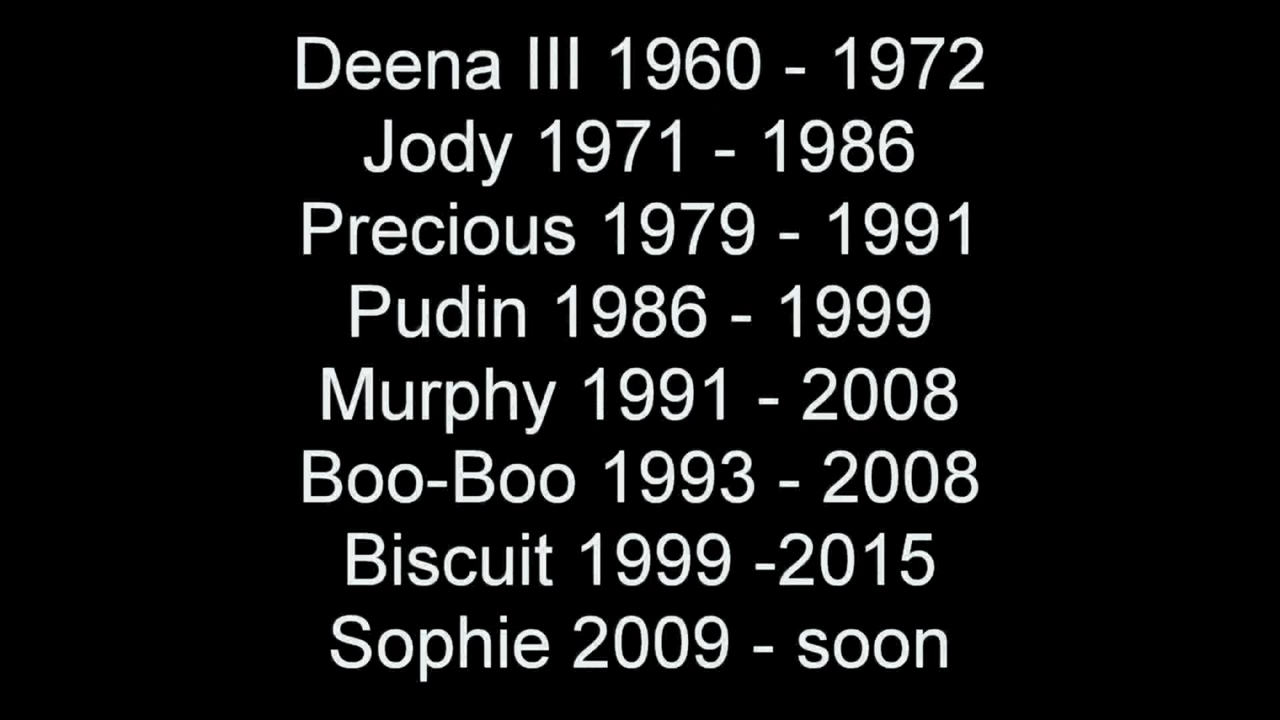 Deena III 1960 - 1972
Jody 1971 - 1986
Precious 1979 - 1991
Pudin 1986 - 1999
Murphy 1991 - 2008
Boo-Boo 1993 - 2008
Biscuit 1999 -2015
Sophie 2009 - soon